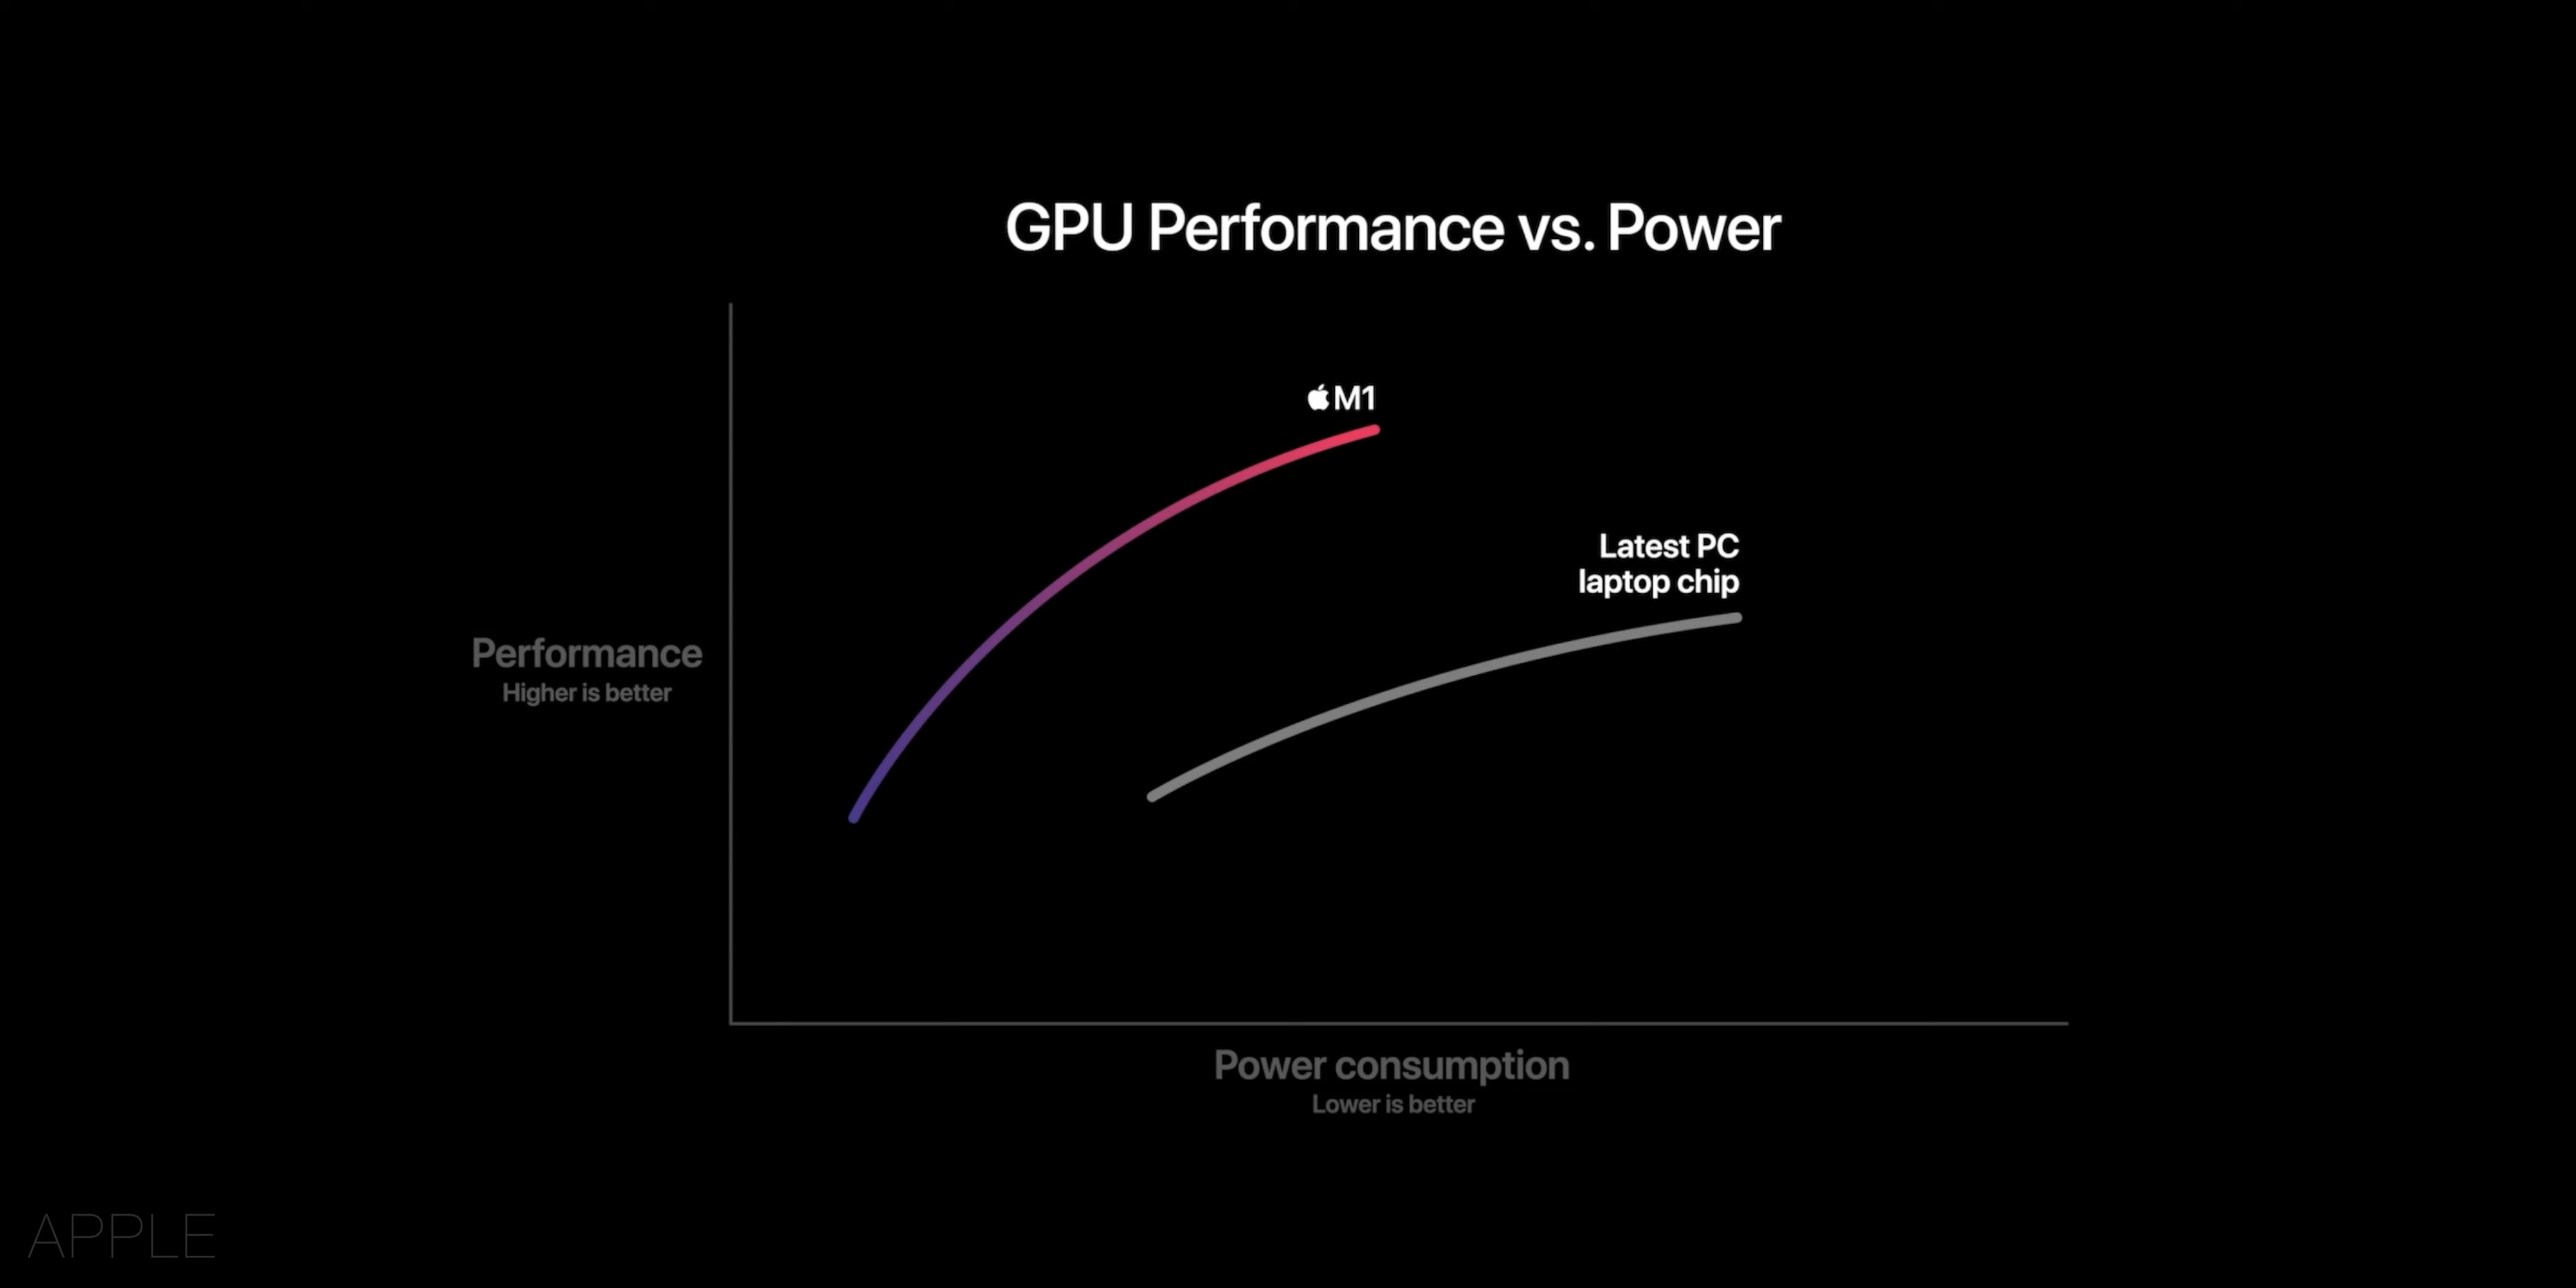 GPU Performance vs. Power
M1
Latest PC
laptop chip
Performance
Higher is better
Power consumption
Lower is better
APPLE